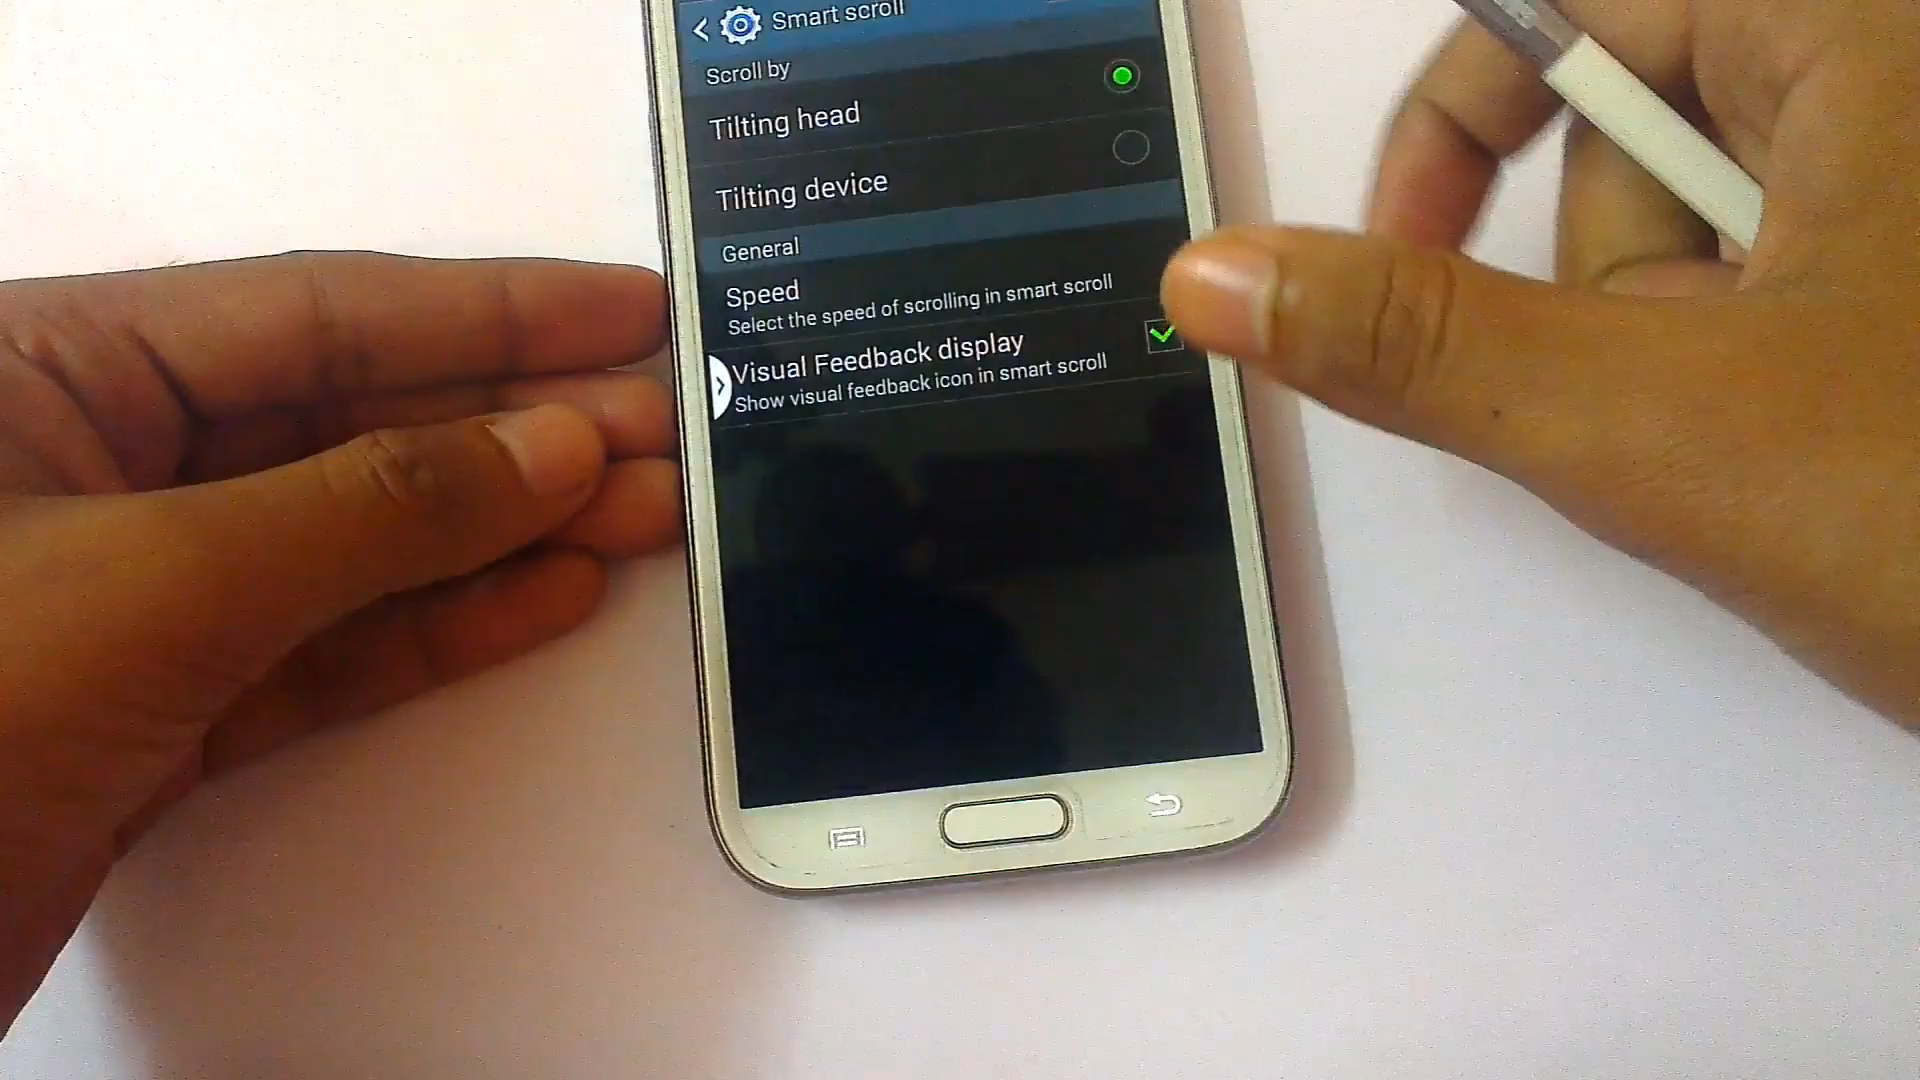 Smart scroll
Scroll by
Tilting head
Tilting device
General
Speed
Select the speed of scrolling in smart scroll
Visual Feedback display
Show visual feedback icon in smart scroll